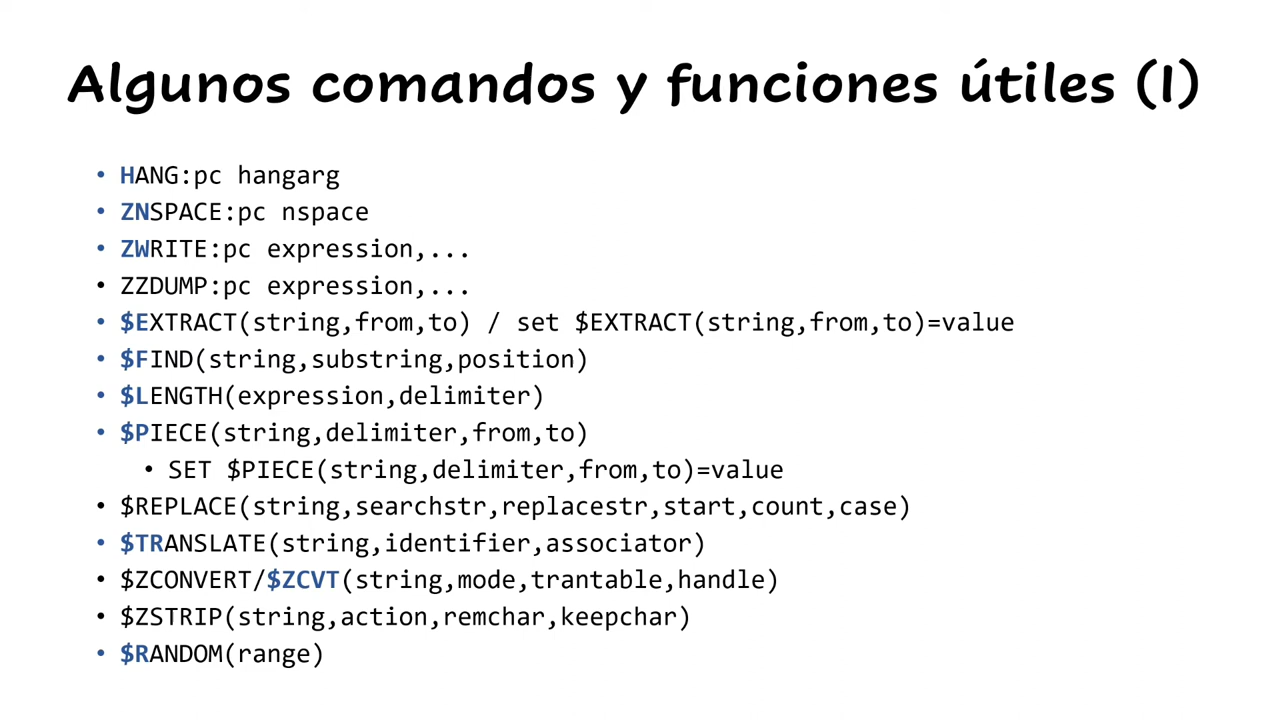 Algunos comandos y funciones útiles (I)
• HANG:pc hangarg
• ZNSPACE:pc nspace
• ZWRITE:pc expression,...
• ZZDUMP:pc expression,...
• $EXTRACT(string,from,to) / set $EXTRACT(string,from,to)=value
• $FIND(string,substring,position)
• $LENGTH(expression,delimiter)
• $PIECE(string,delimiter,from,to)
• SET $PIECE(string,delimiter,from,to)=value
• $REPLACE(string,searchstr,replacestr,start,count,case)
• $TRANSLATE(string,identifier,associator)
• $ZCONVERT/$ZCVT(string,mode,trantable,handle)
• $ZSTRIP(string,action,remchar,keepchar)
• $RANDOM(range)